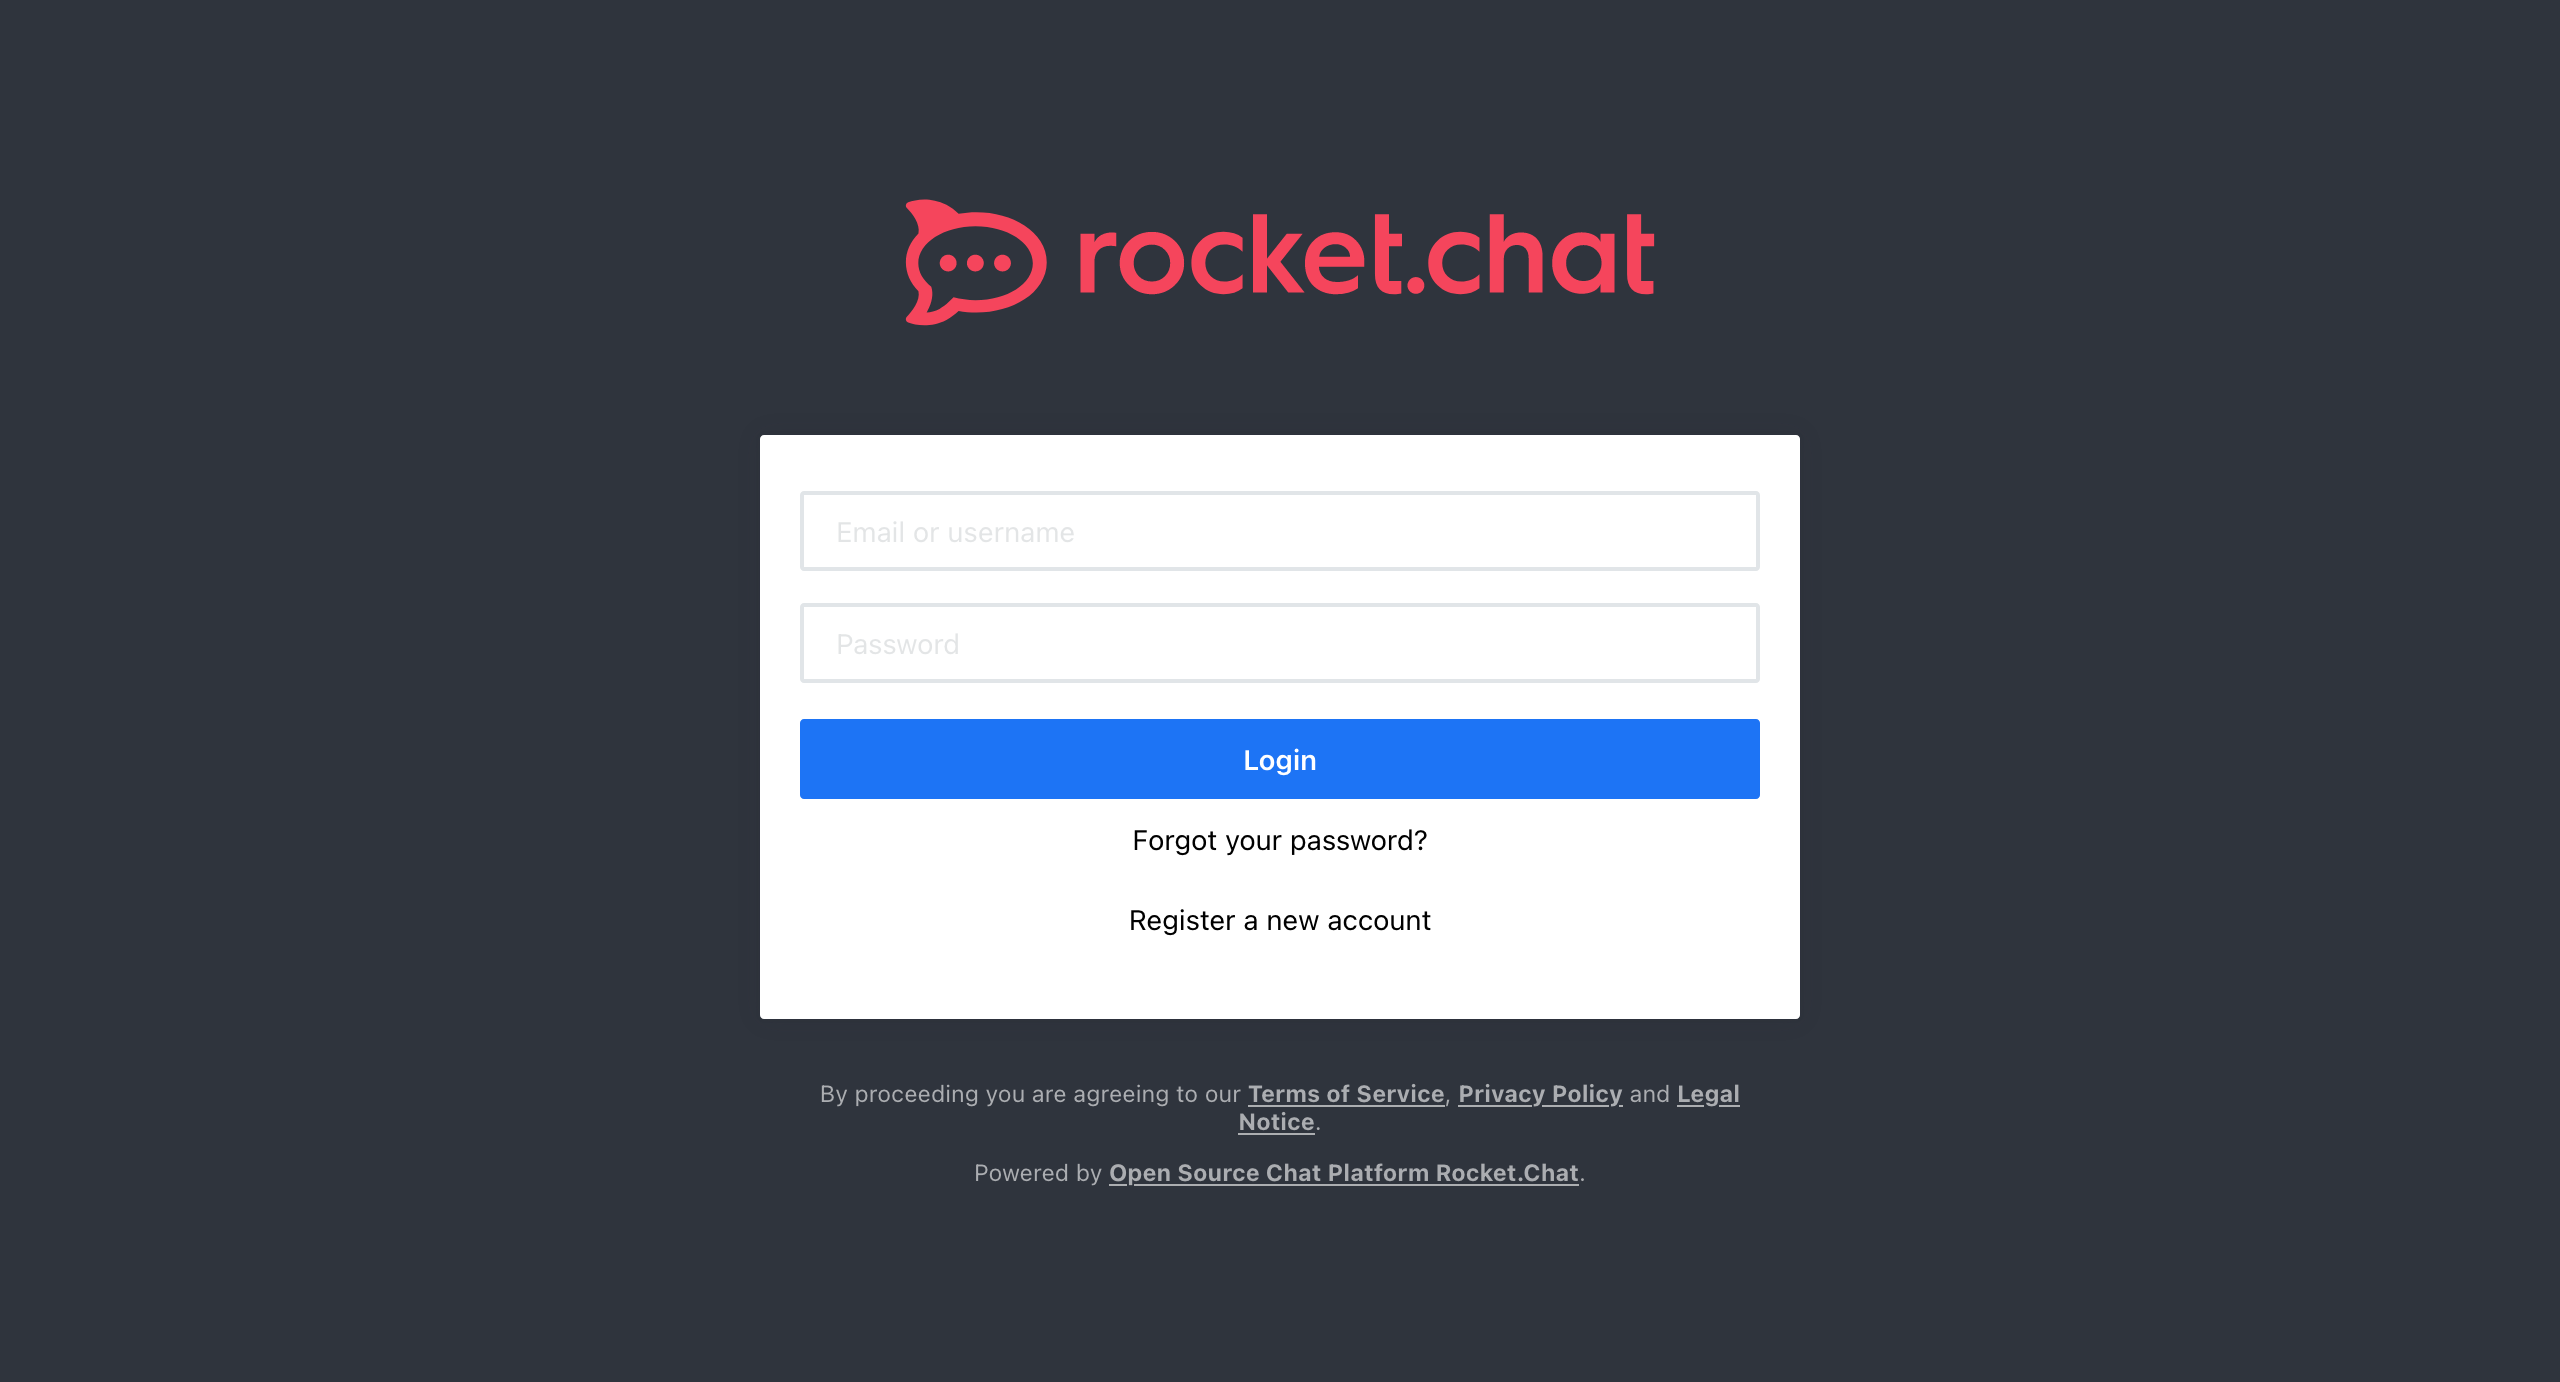 rocket.chat
Email or username
Password
Login
Forgot your password?
Register a new account
By proceeding you are agreeing to our Terms of Service, Privacy Policy and Legal
Notice.
Powered by Open Source Chat Platform Rocket.Chat.